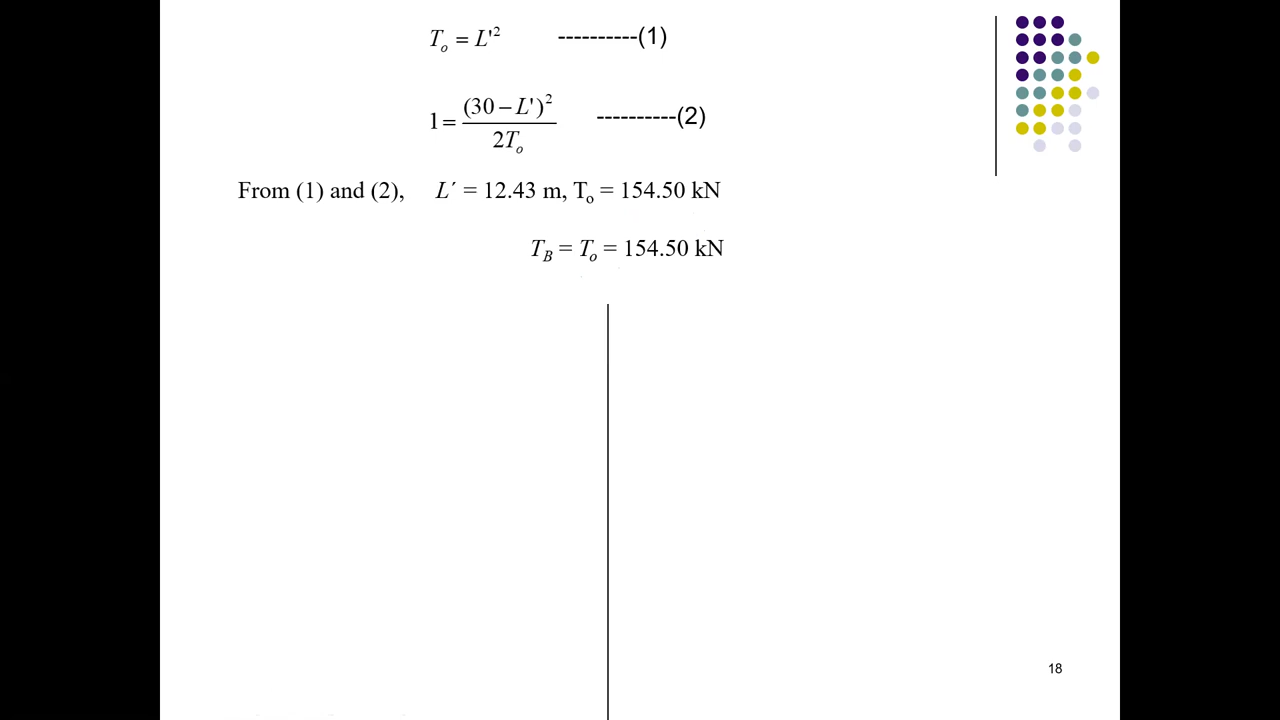 T_o = L'² ----------(1)
1 = (30 − L')² / 2T_o ----------(2)
From (1) and (2), L´ = 12.43 m, T_o = 154.50 kN
T_B = T_o = 154.50 kN
18